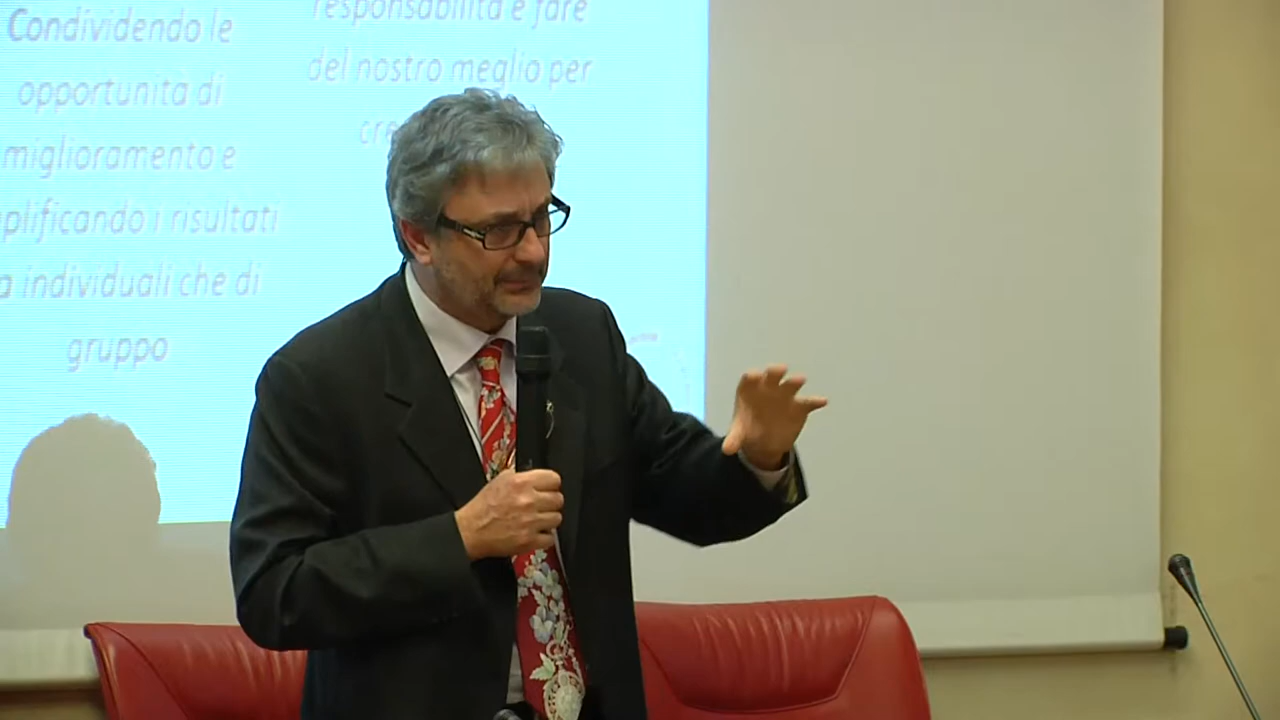 Condividendo le
opportunità di
miglioramento e
plificando i risultati
a individuali che di
gruppo
responsabilità e fare
del nostro meglio per
cre